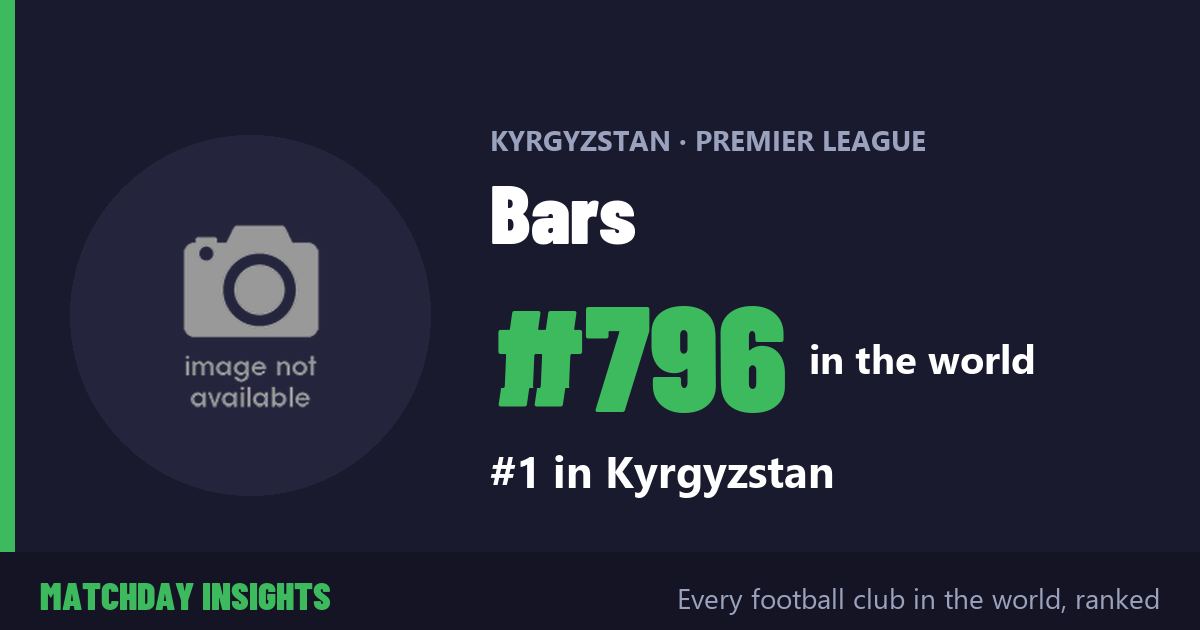 KYRGYZSTAN · PREMIER LEAGUE
Bars
#796 in the world
#1 in Kyrgyzstan
image not
available
MATCHDAY INSIGHTS
Every football club in the world, ranked